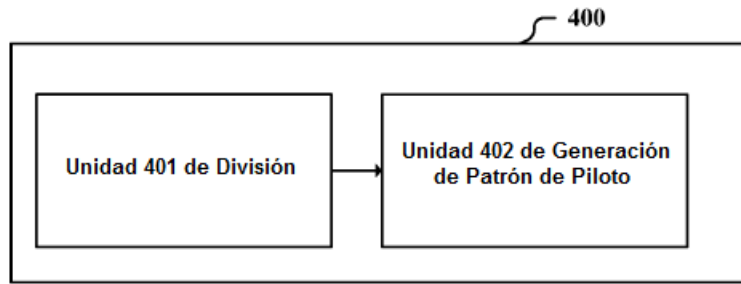 400
Unidad 401 de División
Unidad 402 de Generación
de Patrón de Piloto